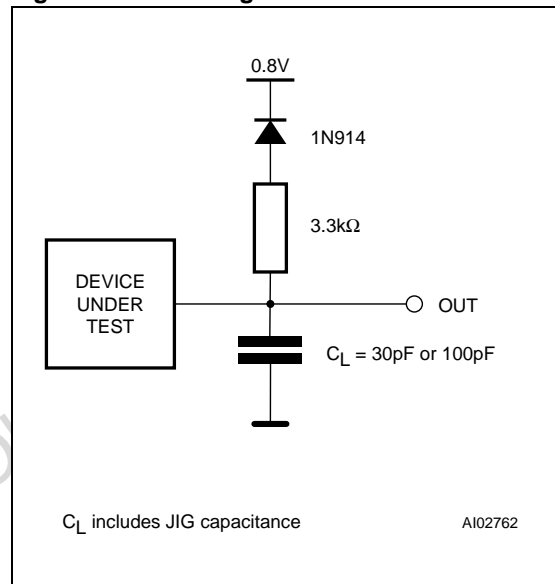 0.8V
1N914
3.3kΩ
DEVICE
UNDER
TEST
OUT
CL = 30pF or 100pF
CL includes JIG capacitance
AI02762